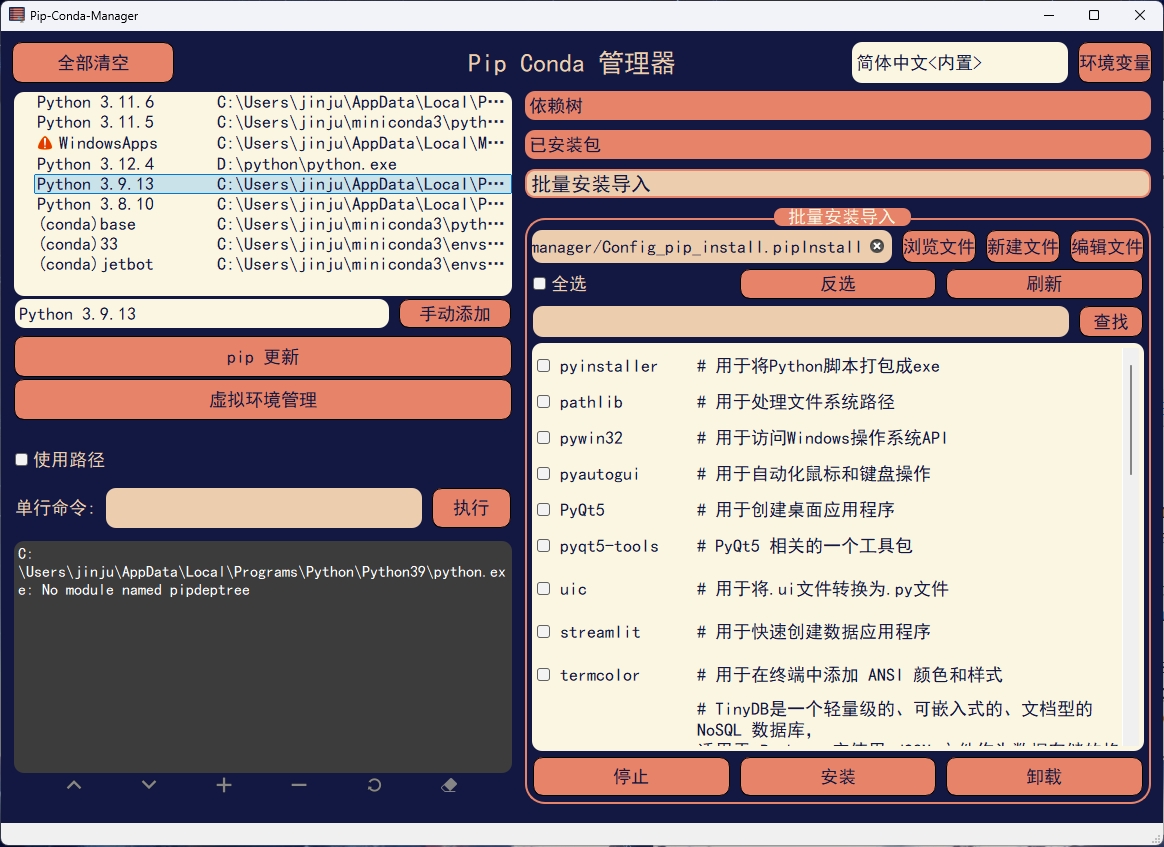 Pip-Conda-Manager
全部清空
Pip Conda 管理器
简体中文<内置>
环境变量
Python 3.11.6 C:\Users\jinju\AppData\Local\P…
Python 3.11.5 C:\Users\jinju\miniconda3\pyth…
WindowsApps C:\Users\jinju\AppData\Local\M…
Python 3.12.4 D:\python\python.exe
Python 3.9.13 C:\Users\jinju\AppData\Local\P…
Python 3.8.10 C:\Users\jinju\AppData\Local\P…
(conda)base C:\Users\jinju\miniconda3\pyth…
(conda)33 C:\Users\jinju\miniconda3\envs…
(conda)jetbot C:\Users\jinju\miniconda3\envs…
Python 3.9.13
手动添加
pip 更新
虚拟环境管理
使用路径
单行命令:
执行
C:
\Users\jinju\AppData\Local\Programs\Python\Python39\python.ex
e: No module named pipdeptree
依赖树
已安装包
批量安装导入
批量安装导入
manager/Config_pip_install.pipInstall
浏览文件
新建文件
编辑文件
全选
反选
刷新
查找
pyinstaller # 用于将Python脚本打包成exe
pathlib # 用于处理文件系统路径
pywin32 # 用于访问Windows操作系统API
pyautogui # 用于自动化鼠标和键盘操作
PyQt5 # 用于创建桌面应用程序
pyqt5-tools # PyQt5 相关的一个工具包
uic # 用于将.ui文件转换为.py文件
streamlit # 用于快速创建数据应用程序
termcolor # 用于在终端中添加 ANSI 颜色和样式
# TinyDB是一个轻量级的、可嵌入式的、文档型的
NoSQL 数据库，
停止
安装
卸载